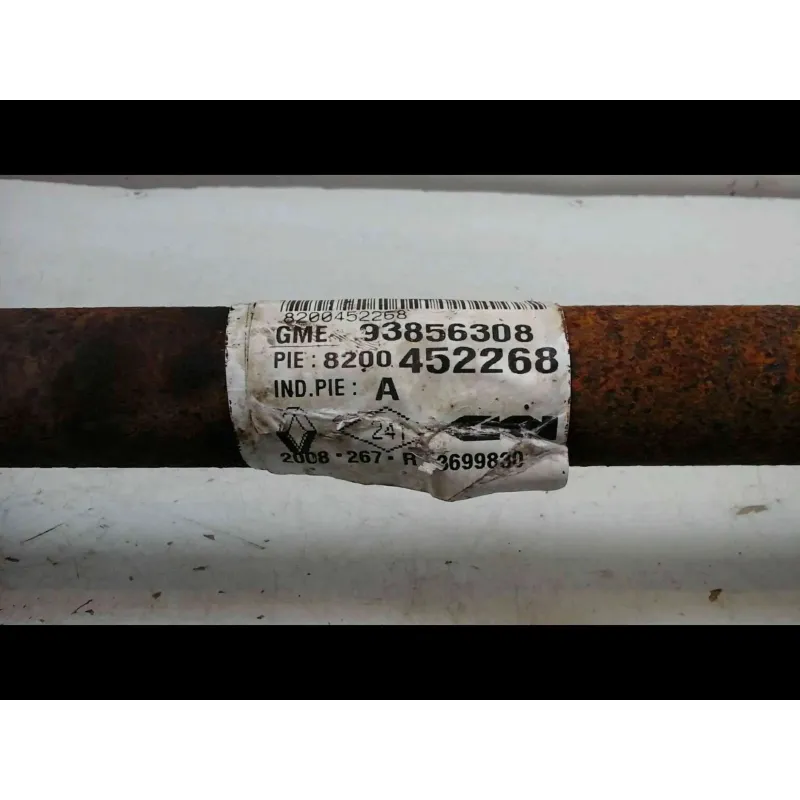 8200452268
GME 93856308
PIE : 8200 452268
IND.PIE : A
241
2008 • 267 • R 3699830